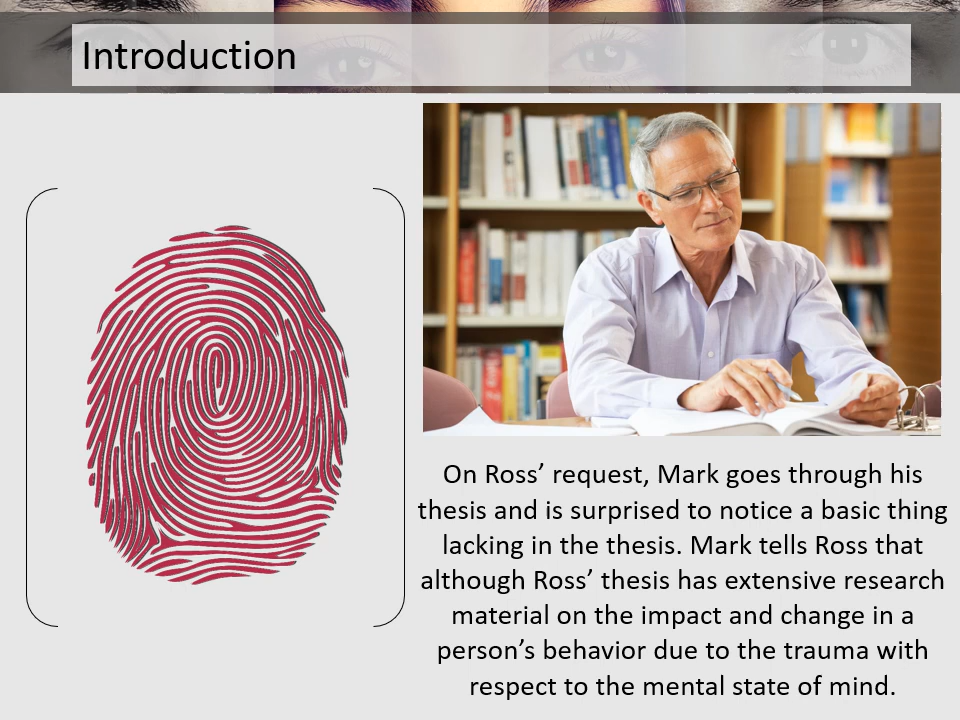 Introduction
On Ross’ request, Mark goes through his
thesis and is surprised to notice a basic thing
lacking in the thesis. Mark tells Ross that
although Ross’ thesis has extensive research
material on the impact and change in a
person’s behavior due to the trauma with
respect to the mental state of mind.